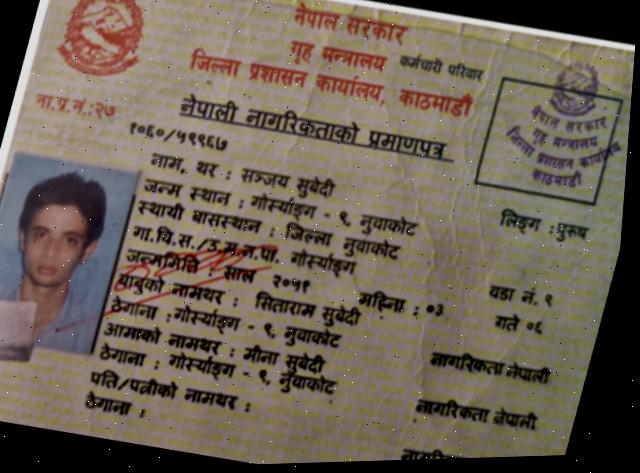 नेपाल सरकार
गृह मन्त्रालय कर्मचारी परिवार
जिल्ला प्रशासन कार्यालय, काठमाडौं
ना.प्र.नं.:२७
नेपाली नागरिकताको प्रमाणपत्र
नेपाल सरकार
गृह मन्त्रालय
जिल्ला प्रशासन कार्यालय
काठमाडौं
१०६०/५९९६७
नाम, थर : सञ्जय सुवेदी लिङ्ग : पुरुष
जन्म स्थान : गोर्स्याङ्ग - ९, नुवाकोट
स्थायी वासस्थान : जिल्ला नुवाकोट
गा.वि.स./उ.म.न.पा. गोर्स्याङ्ग वडा नं. ९
जन्ममिति : साल २०५१ महिना : ०३ गते ०६
बाबुको नामथर : सिताराम सुवेदी
ठेगाना : गोर्स्याङ्ग - ९, नुवाकोट नागरिकता नेपाली
आमाको नामथर : मीना सुवेदी
ठेगाना : गोर्स्याङ्ग - ९, नुवाकोट नागरिकता नेपाली
पति/पत्नीको नामथर :
ठेगाना :